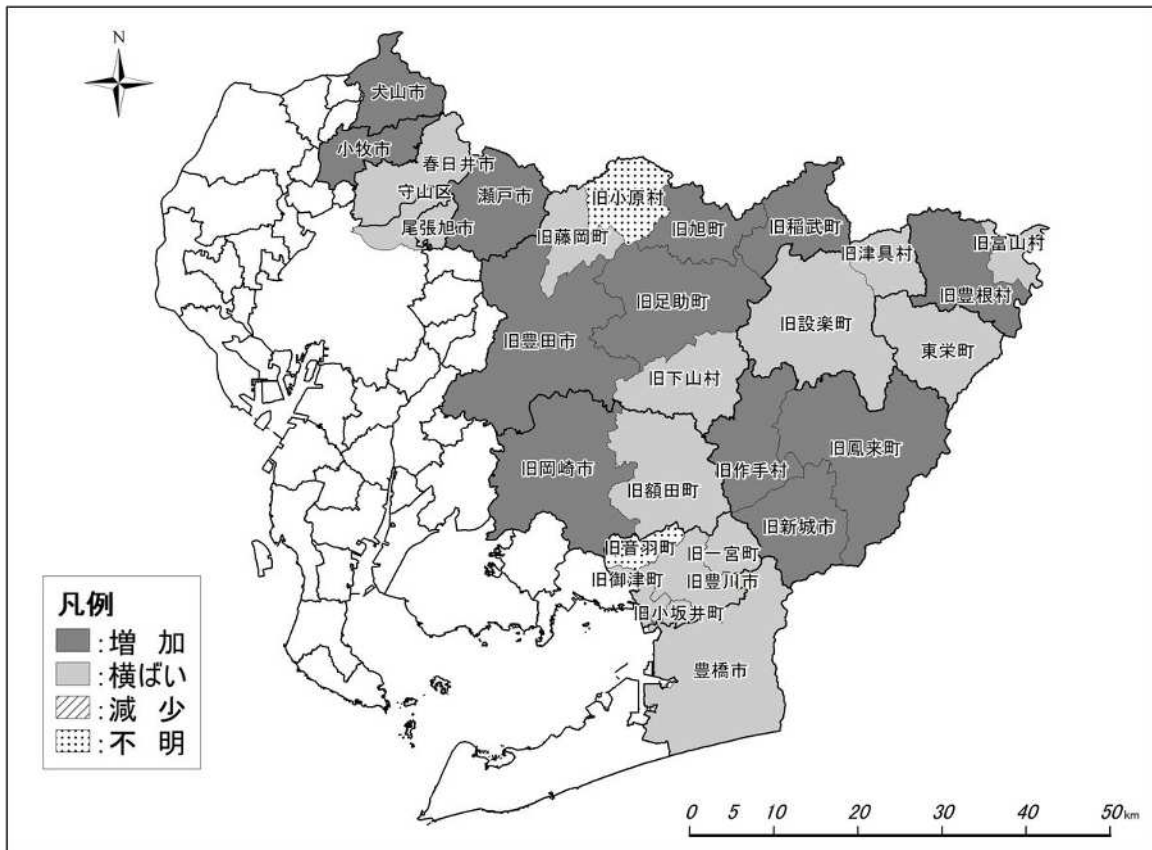 N
犬山市
小牧市
春日井市
守山区
瀬戸市
尾張旭市
旧小原村
旧藤岡町
旧旭町
旧稲武町
旧津具村
旧富山村
旧豊根村
旧足助町
旧豊田市
旧設楽町
東栄町
旧下山村
旧鳳来町
旧岡崎市
旧作手村
旧額田町
旧新城市
旧音羽町
旧一宮町
旧御津町
旧豊川市
旧小坂井町
豊橋市
凡例
:増 加
:横ばい
:減 少
:不 明
0 5 10 20 30 40 50km